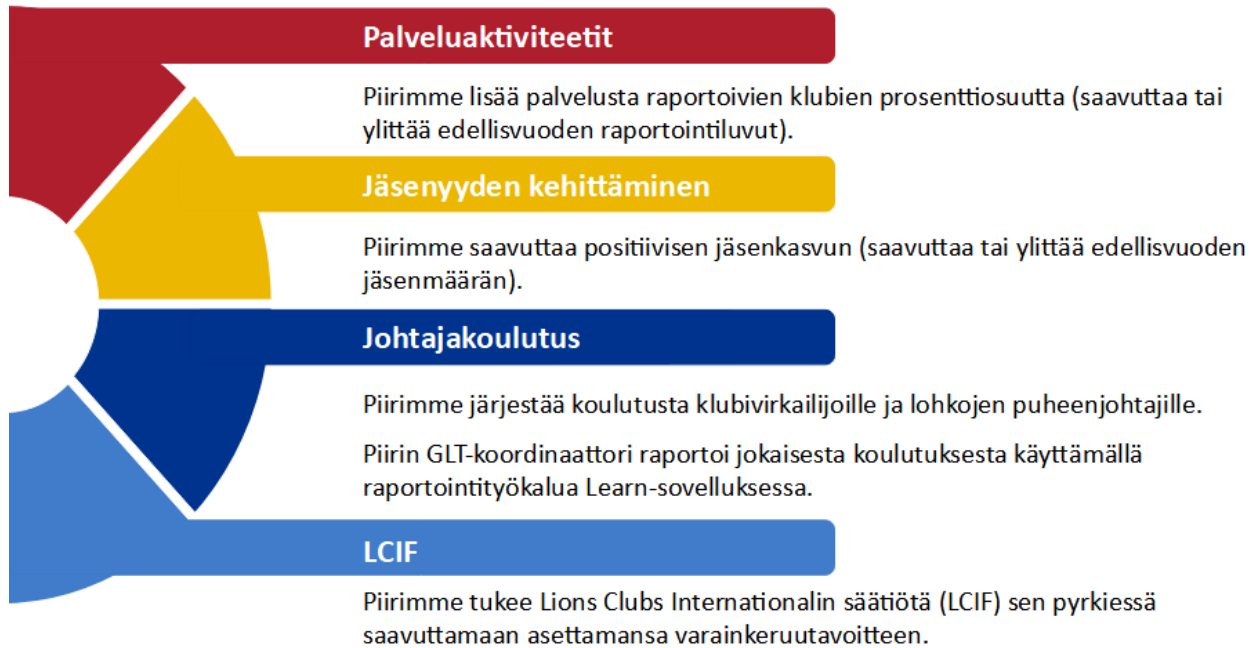 Palveluaktiviteetit
Piirimme lisää palvelusta raportoivien klubien prosenttiosuutta (saavuttaa tai
ylittää edellisvuoden raportointiluvut).
Jäsenyyden kehittäminen
Piirimme saavuttaa positiivisen jäsenkasvun (saavuttaa tai ylittää edellisvuoden
jäsenmäärän).
Johtajakoulutus
Piirimme järjestää koulutusta klubivirkailijoille ja lohkojen puheenjohtajille.
Piirin GLT-koordinaattori raportoi jokaisesta koulutuksesta käyttämällä
raportointityökalua Learn-sovelluksessa.
LCIF
Piirimme tukee Lions Clubs Internationalin säätiötä (LCIF) sen pyrkiessä
saavuttamaan asettamansa varainkeruutavoitteen.